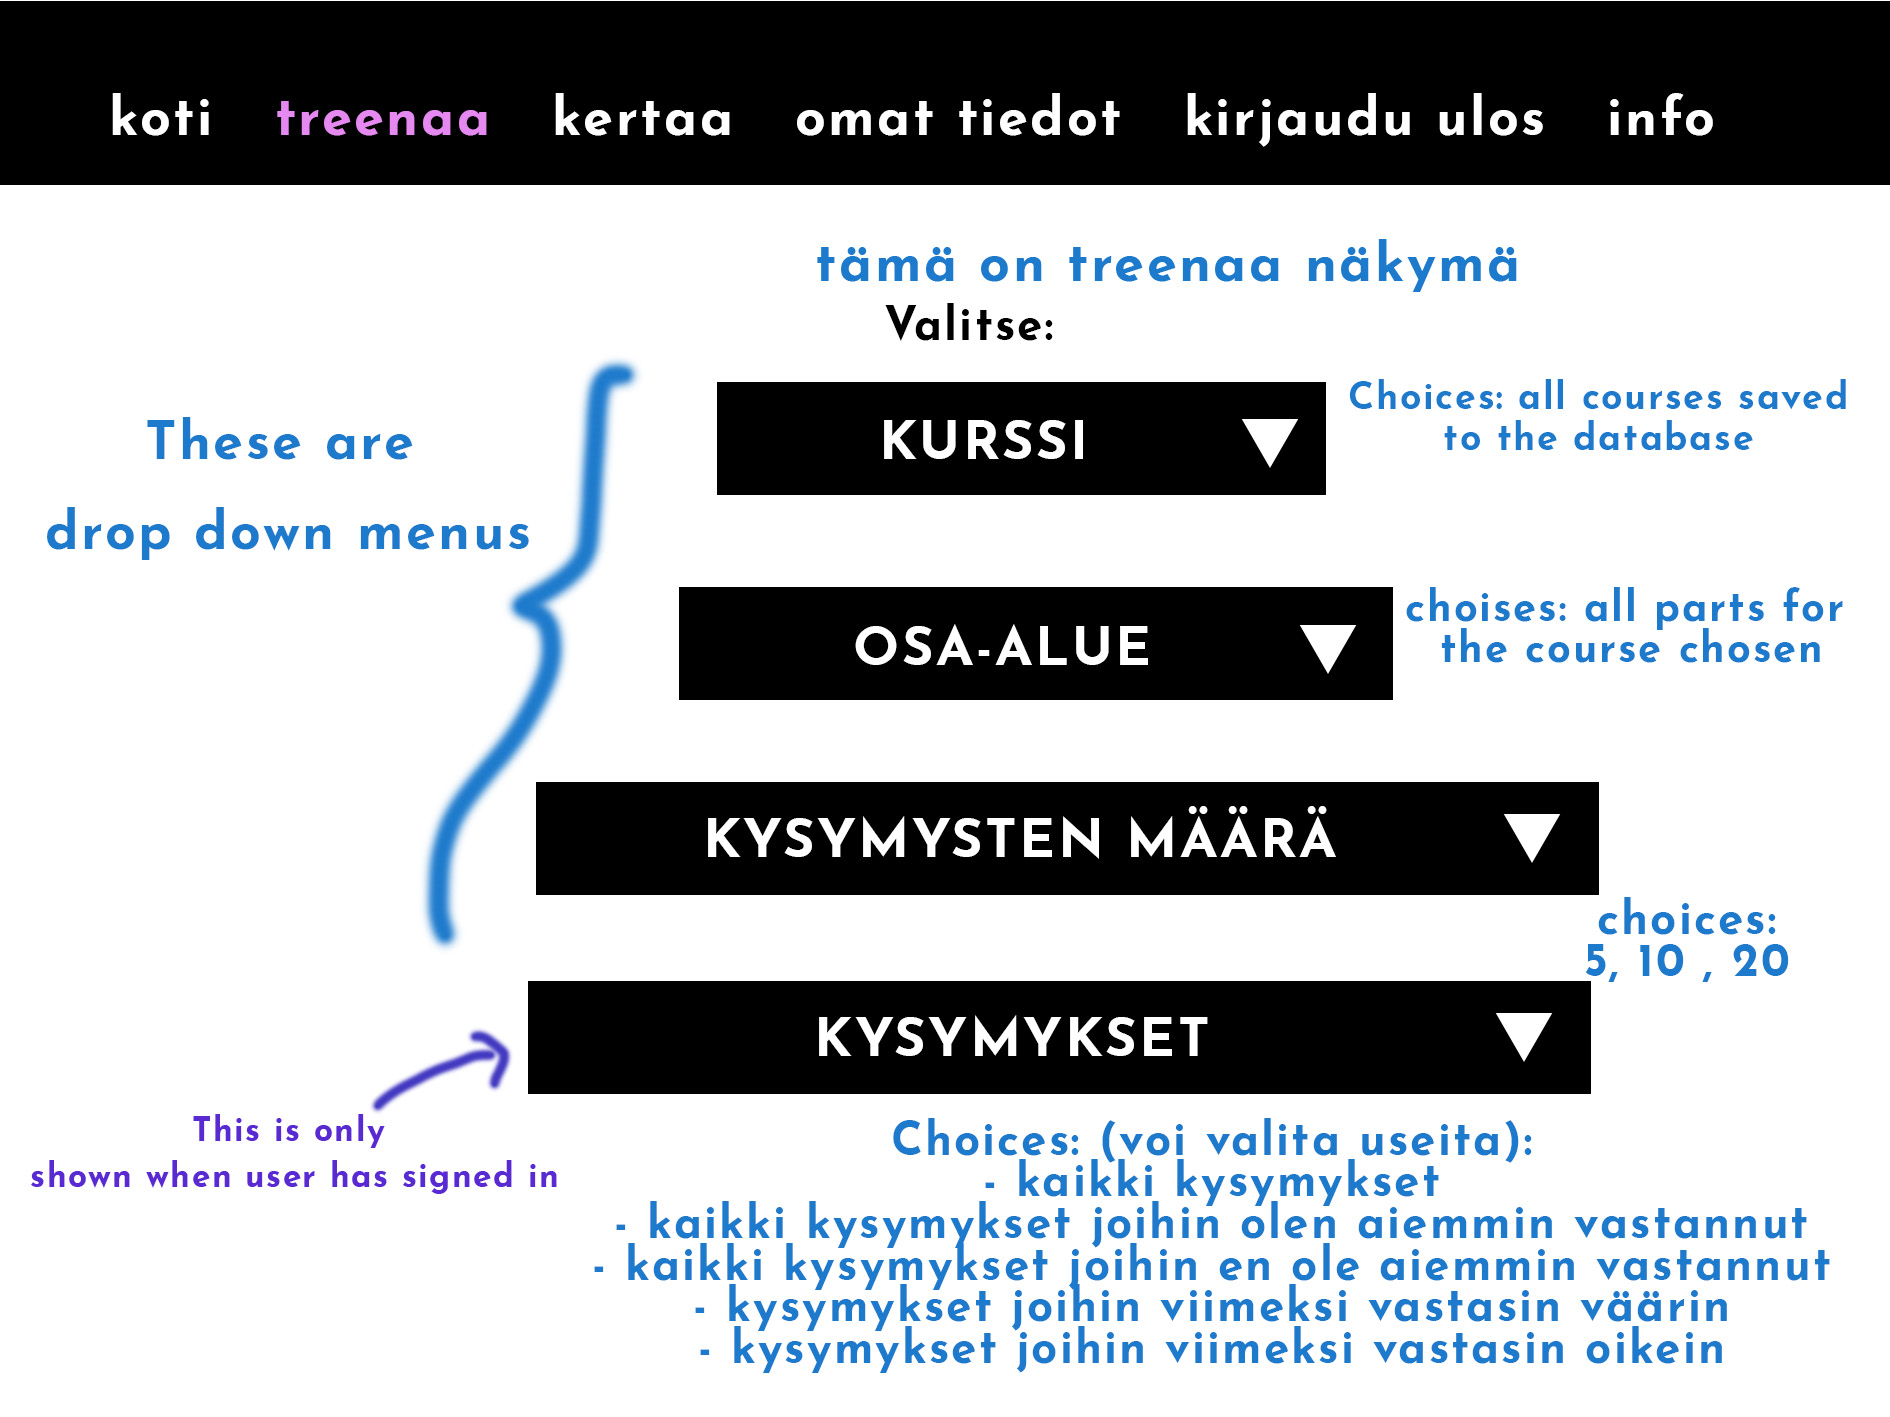 koti treenaa kertaa omat tiedot kirjaudu ulos info
tämä on treenaa näkymä
Valitse:
These are
drop down menus
KURSSI
Choices: all courses saved
to the database
OSA-ALUE
choises: all parts for
the course chosen
KYSYMYSTEN MÄÄRÄ
choices:
5, 10 , 20
KYSYMYKSET
This is only
shown when user has signed in
Choices: (voi valita useita):
- kaikki kysymykset
- kaikki kysymykset joihin olen aiemmin vastannut
- kaikki kysymykset joihin en ole aiemmin vastannut
- kysymykset joihin viimeksi vastasin väärin
- kysymykset joihin viimeksi vastasin oikein